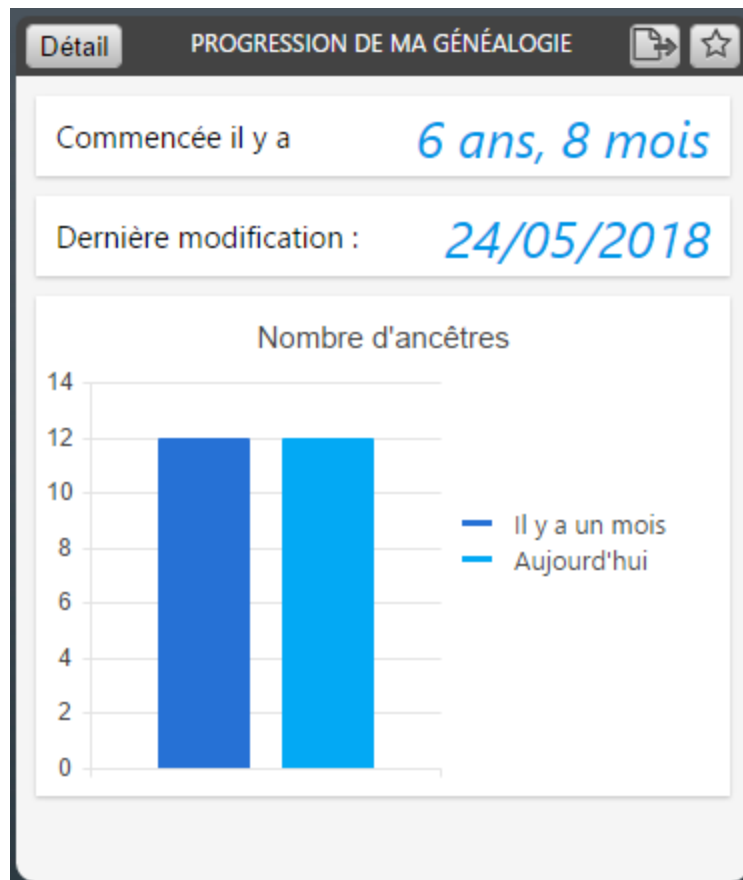 Détail PROGRESSION DE MA GÉNÉALOGIE
Commencée il y a 6 ans, 8 mois
Dernière modification : 24/05/2018
Nombre d'ancêtres
14
12
10
8
6
4
2
0
Il y a un mois
Aujourd'hui